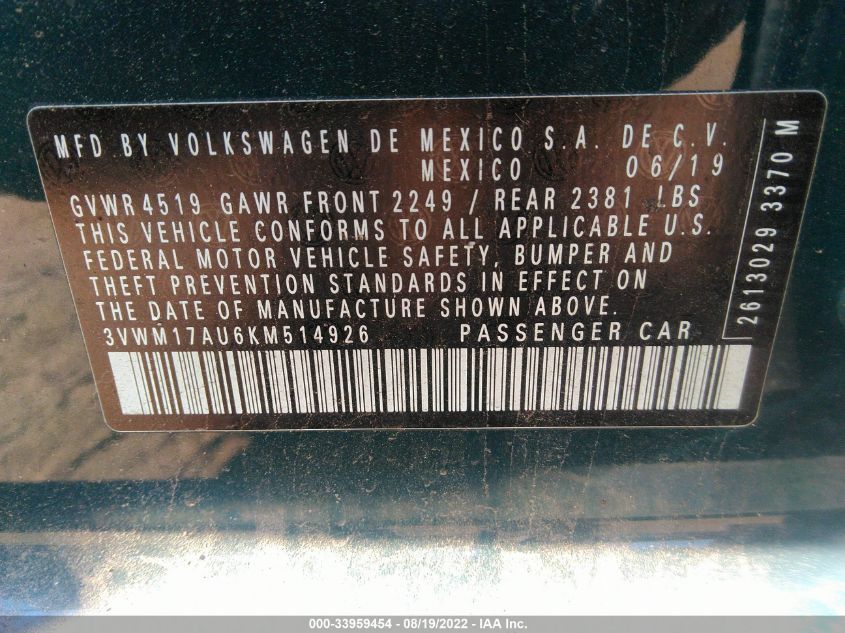 MFD BY VOLKSWAGEN DE MEXICO S.A. DE C.V.
MEXICO 06/19
GVWR 4519 GAWR FRONT 2249 / REAR 2381 LBS
THIS VEHICLE CONFORMS TO ALL APPLICABLE U.S.
FEDERAL MOTOR VEHICLE SAFETY, BUMPER AND
THEFT PREVENTION STANDARDS IN EFFECT ON
THE DATE OF MANUFACTURE SHOWN ABOVE.
3VWM17AU6KM514926 PASSENGER CAR
2613029 3370 M
000-33959454 - 08/19/2022 - IAA Inc.